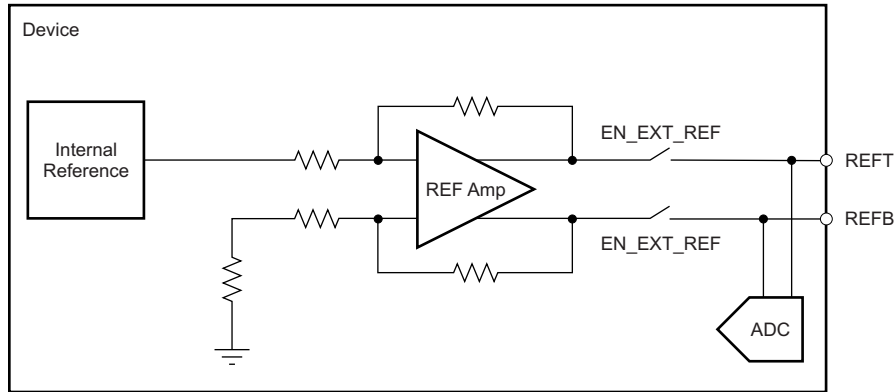 Device
Internal
Reference
REF Amp
EN_EXT_REF
REFT
REFB
EN_EXT_REF
ADC